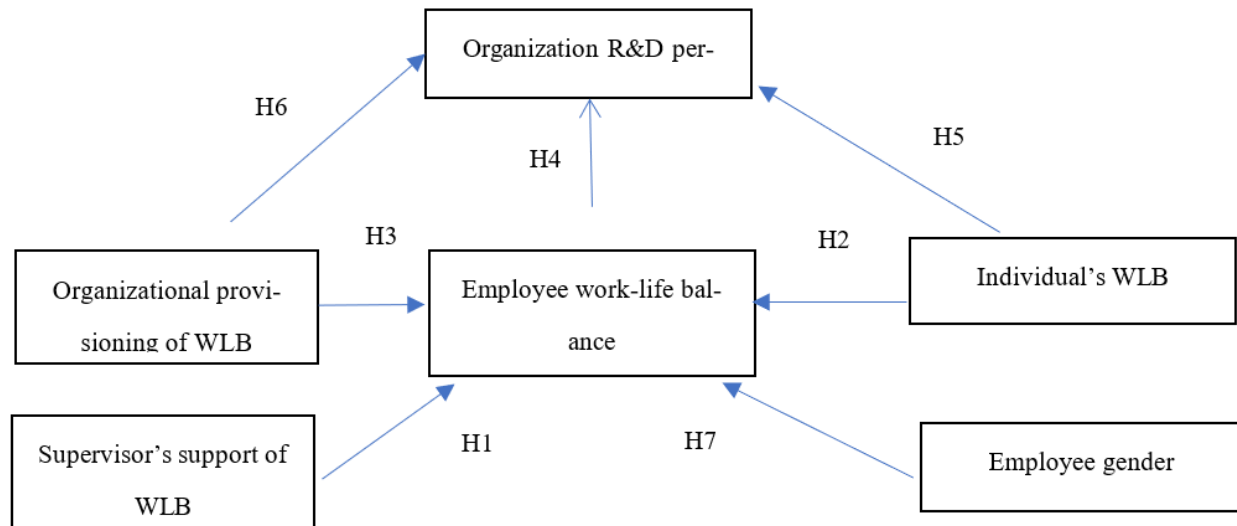 Organization R&D per-
H6
H5
H4
H3
H2
Organizational provi-
sioning of WLB
Employee work-life bal-
ance
Individual's WLB
H1
H7
Supervisor's support of
WLB
Employee gender